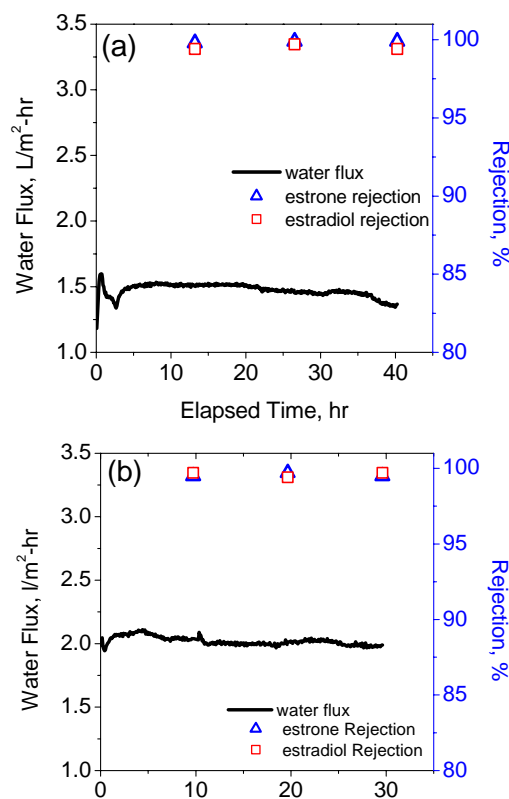 (a)
3.5
3.0
2.5
2.0
1.5
1.0
Water Flux, L/m²-hr
100
95
90
85
80
Rejection, %
water flux
estrone rejection
estradiol rejection
0
10
20
30
40
50
Elapsed Time, hr
(b)
3.5
3.0
2.5
2.0
1.5
1.0
Water Flux, l/m²-hr
100
95
90
85
80
Rejection, %
water flux
estrone Rejection
estradiol Rejection
0
10
20
30